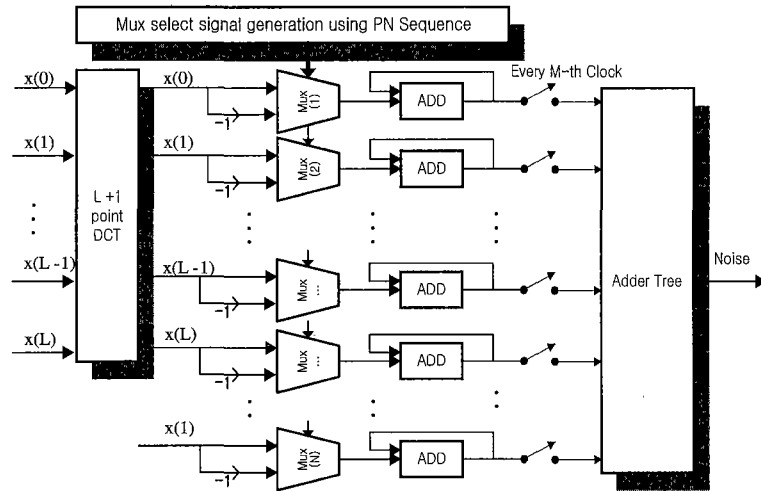 Mux select signal generation using PN Sequence
x(0)
x(0)
Mux (1)
-1
ADD
Every M-th Clock
x(1)
x(1)
Mux (2)
-1
ADD
L +1
point
DCT
x(L-1)
x(L-1)
Mux ...
-1
ADD
Adder Tree
Noise
x(L)
x(L)
Mux ...
-1
ADD
x(1)
Mux (N)
-1
ADD